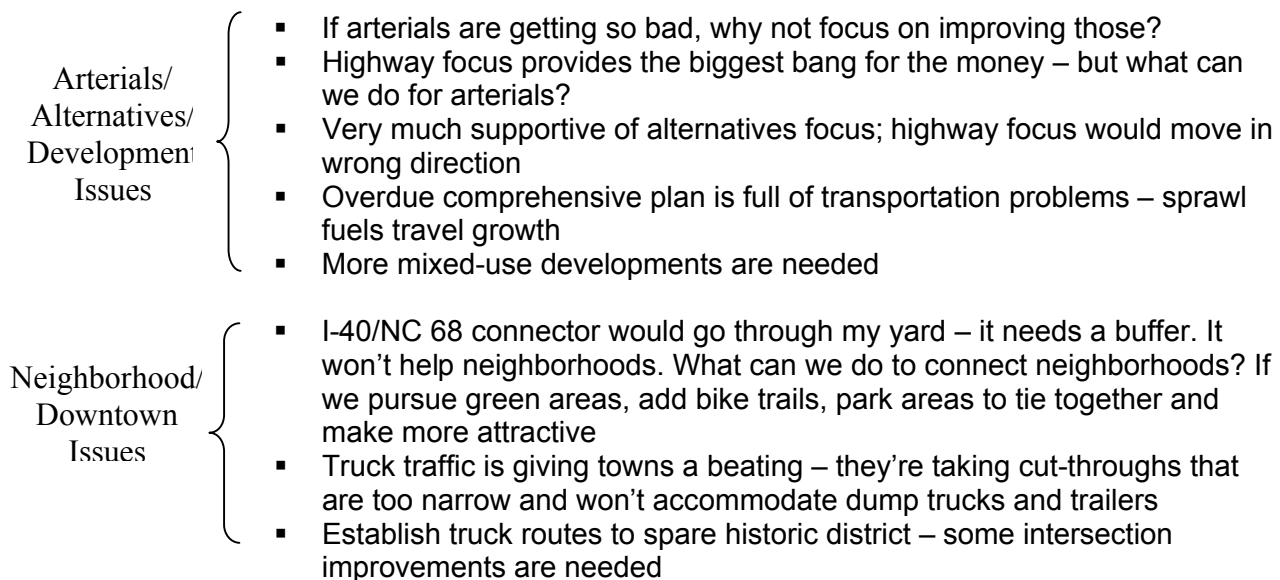 Arterials/
Alternatives/
Development
Issues
▪ If arterials are getting so bad, why not focus on improving those?
▪ Highway focus provides the biggest bang for the money – but what can
we do for arterials?
▪ Very much supportive of alternatives focus; highway focus would move in
wrong direction
▪ Overdue comprehensive plan is full of transportation problems – sprawl
fuels travel growth
▪ More mixed-use developments are needed
Neighborhood/
Downtown
Issues
▪ I-40/NC 68 connector would go through my yard – it needs a buffer. It
won’t help neighborhoods. What can we do to connect neighborhoods? If
we pursue green areas, add bike trails, park areas to tie together and
make more attractive
▪ Truck traffic is giving towns a beating – they’re taking cut-throughs that
are too narrow and won’t accommodate dump trucks and trailers
▪ Establish truck routes to spare historic district – some intersection
improvements are needed